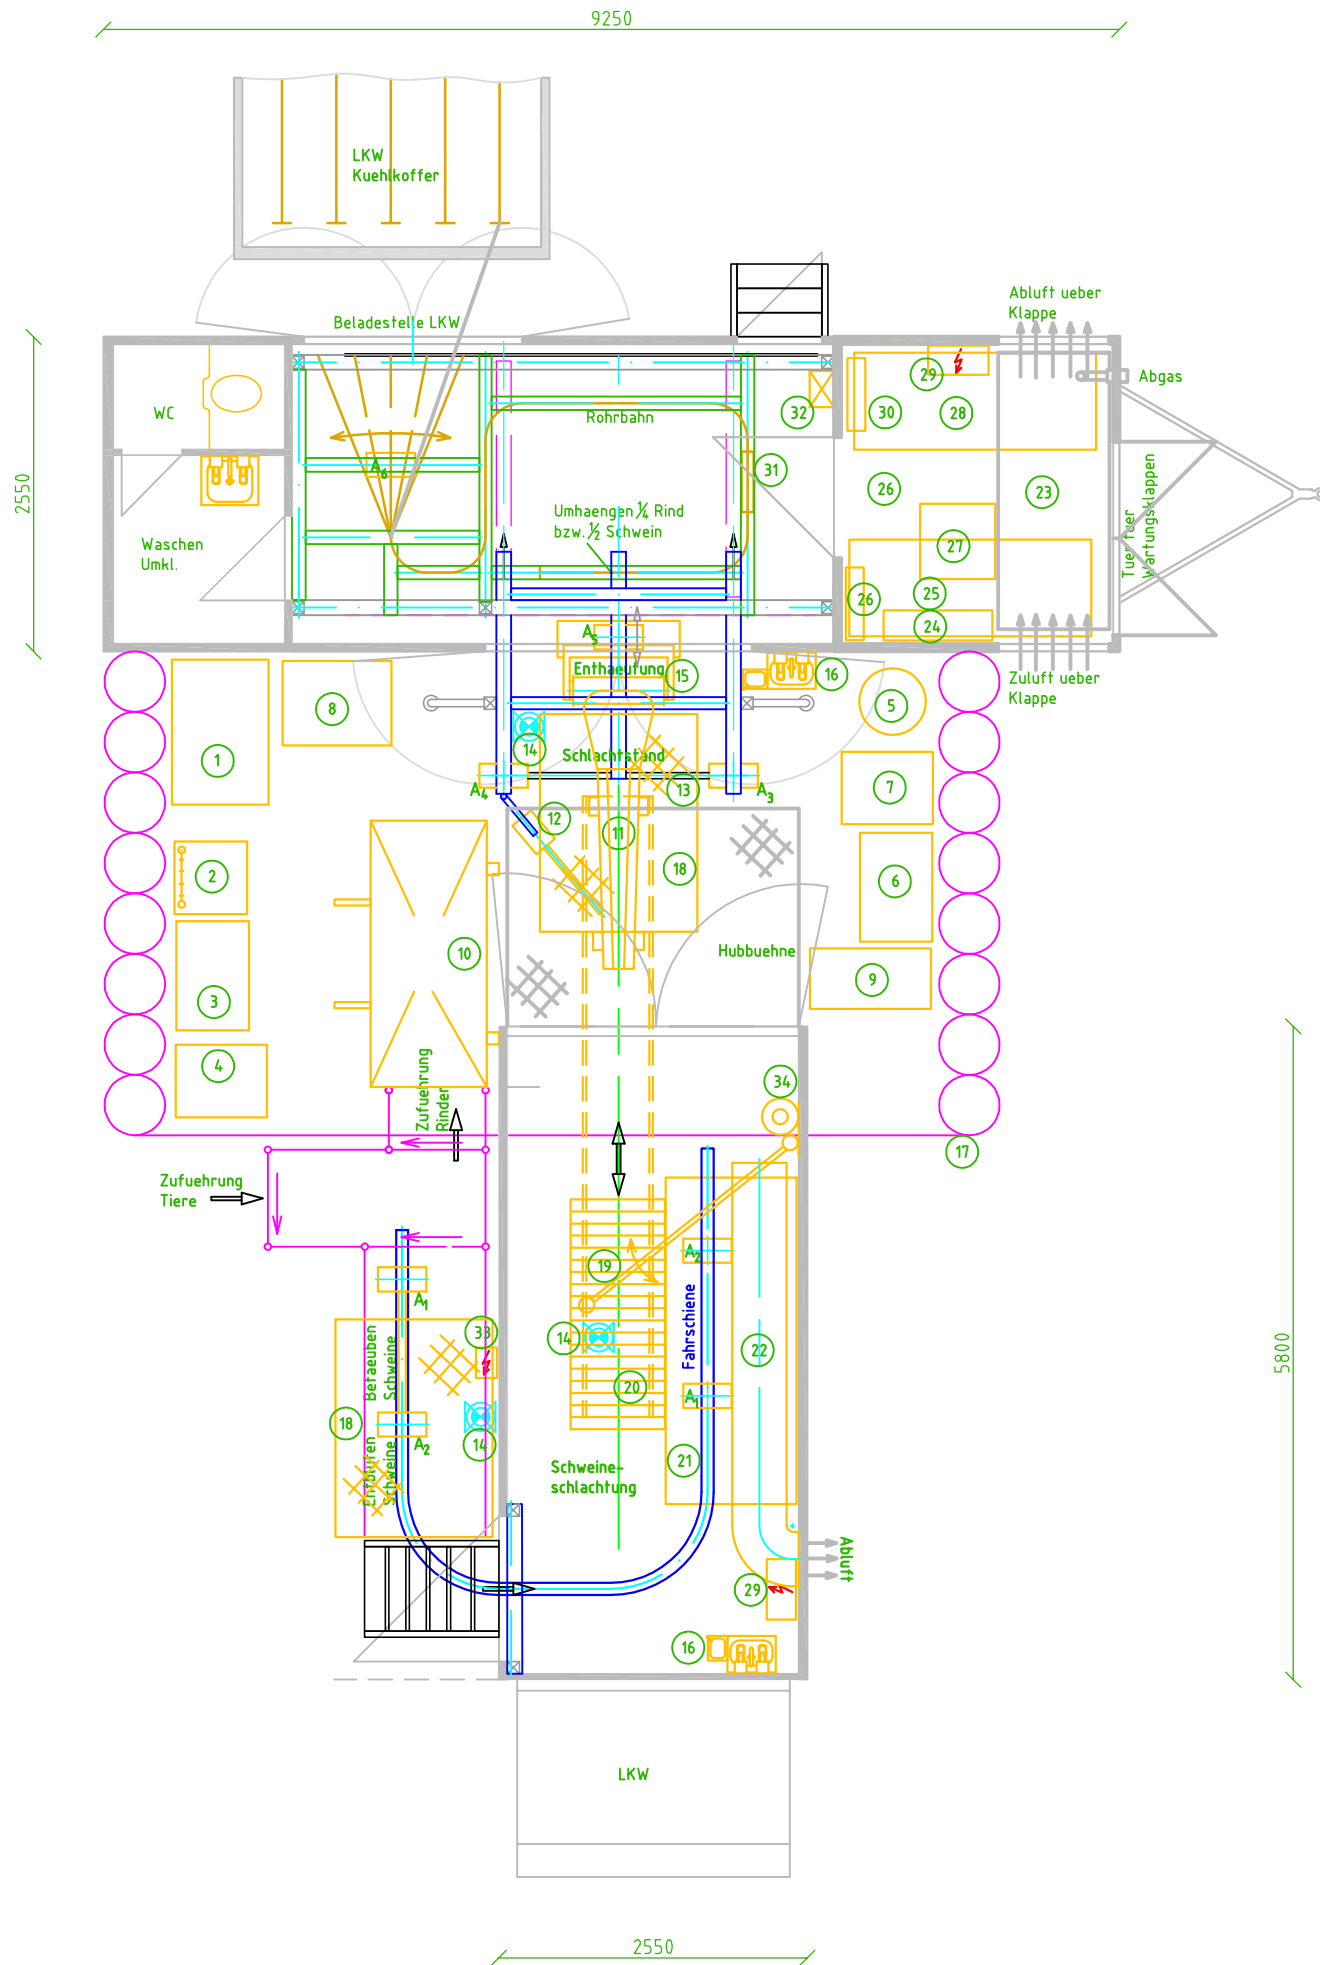 9250
LKW
Kuehlkoffer
Abluft ueber
Klappe
Beladestelle LKW
Abgas
29
WC
Rohrbahn
32
30
28
A6
31
2550
Umhaengen 1/4 Rind
bzw. 1/2 Schwein
26
23
Tuer fuer
Wartungsklappen
Waschen
Umkl.
27
26
25
24
A5
Enthaeutung
15
16
Zuluft ueber
Klappe
8
5
14
Schlachtstand
1
A4
13
A3
7
12
11
2
18
6
10
Hubbuehne
3
9
4
Zufuehrung
Rinder
34
17
Zufuehrung
Tiere
A2
19
A1
Fahrschiene
33
14
22
Betaeuben
Schweine
20
A1
18
14
A2
Entbluten
Schweine
21
Schweine-
schlachtung
5800
Abluft
29
16
LKW
2550